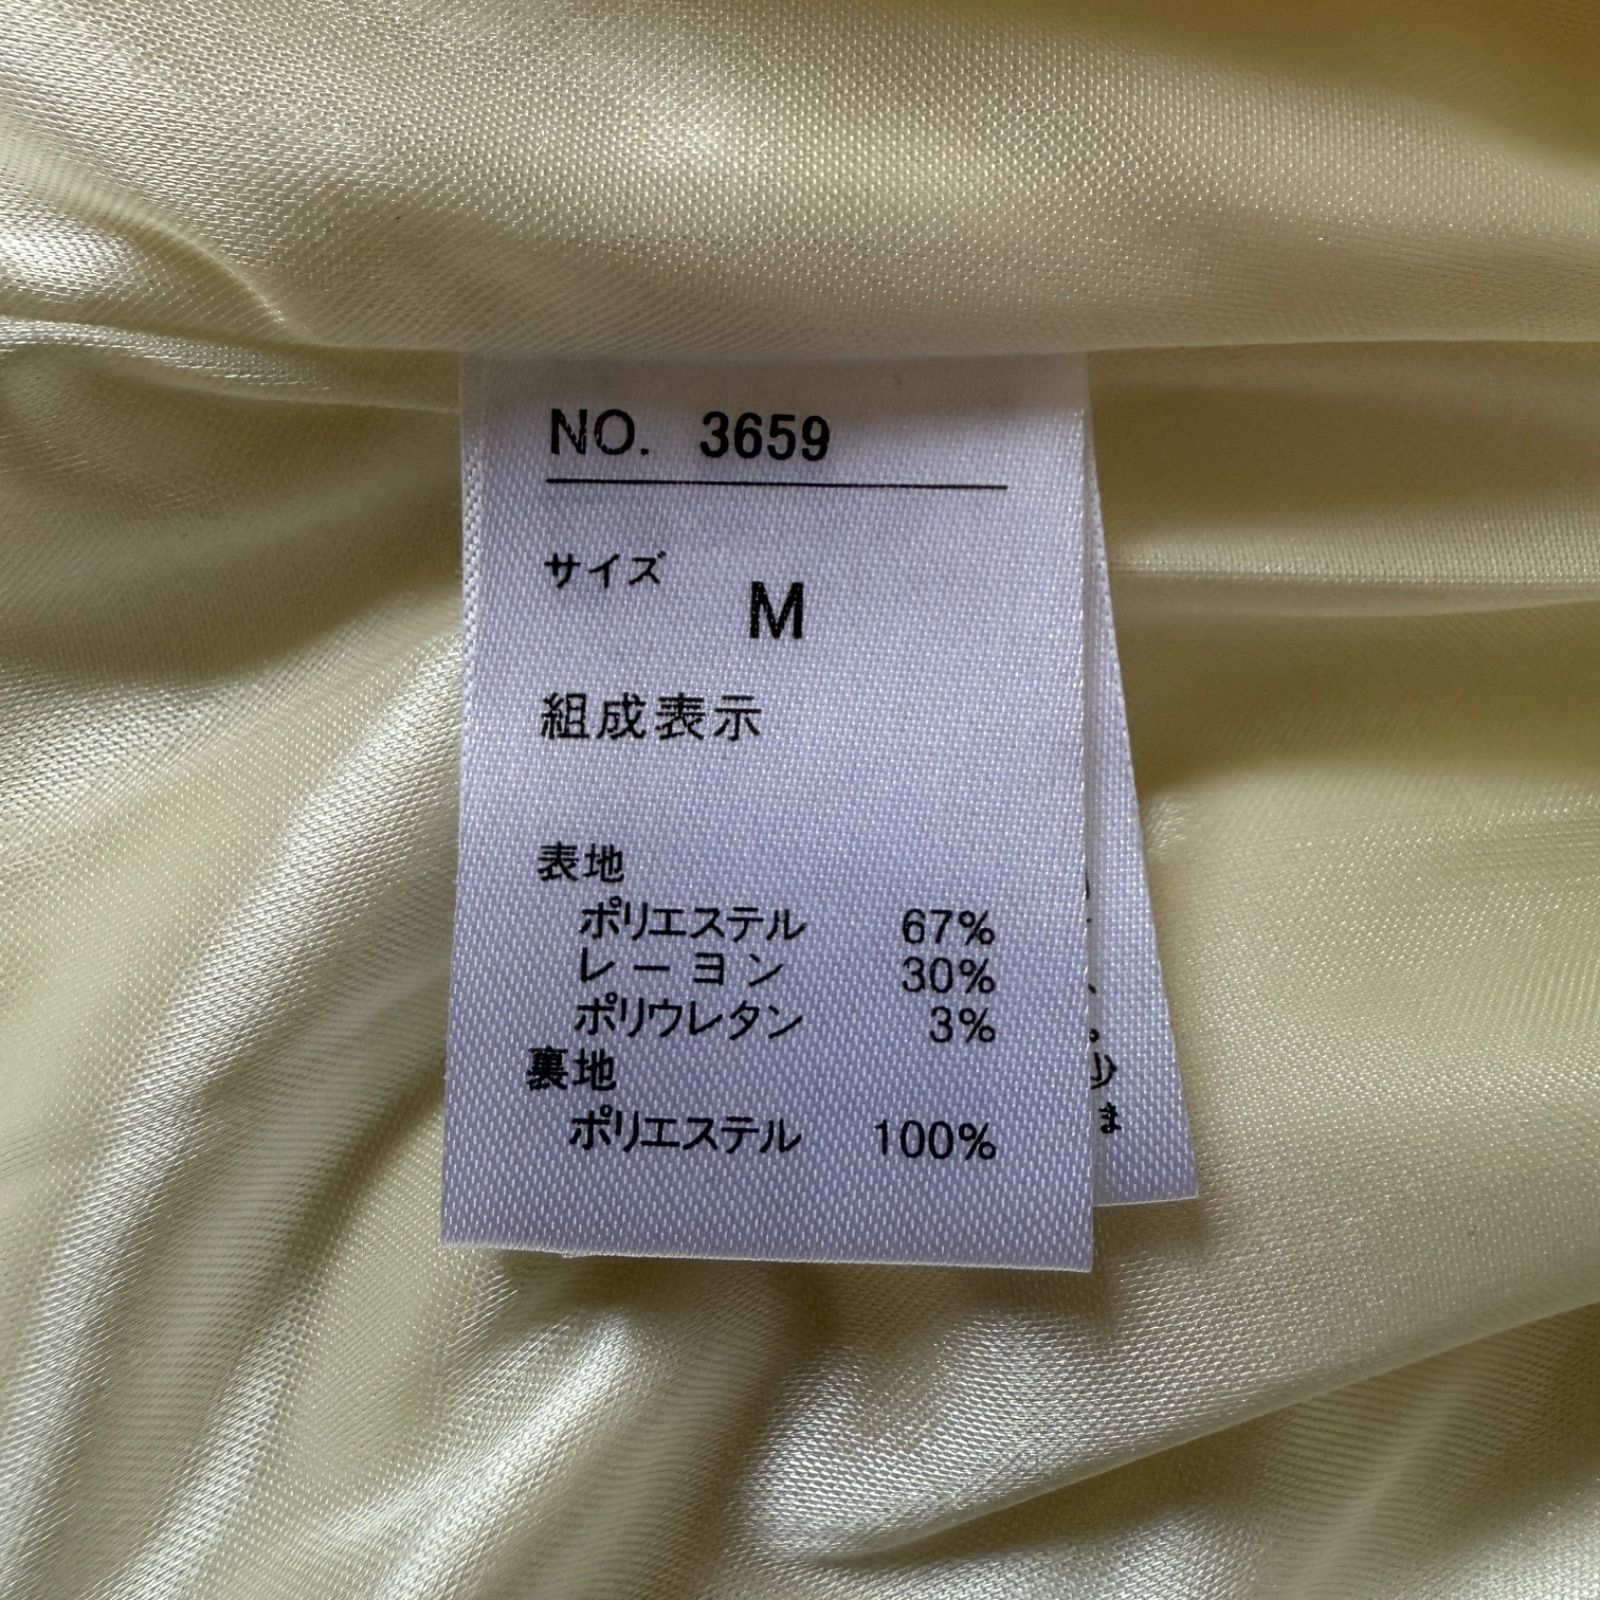 NO. 3659
サイズ M
組成表示
表地
ポリエステル 67%
レーヨン 30%
ポリウレタン 3%
裏地
ポリエステル 100%
少
ま